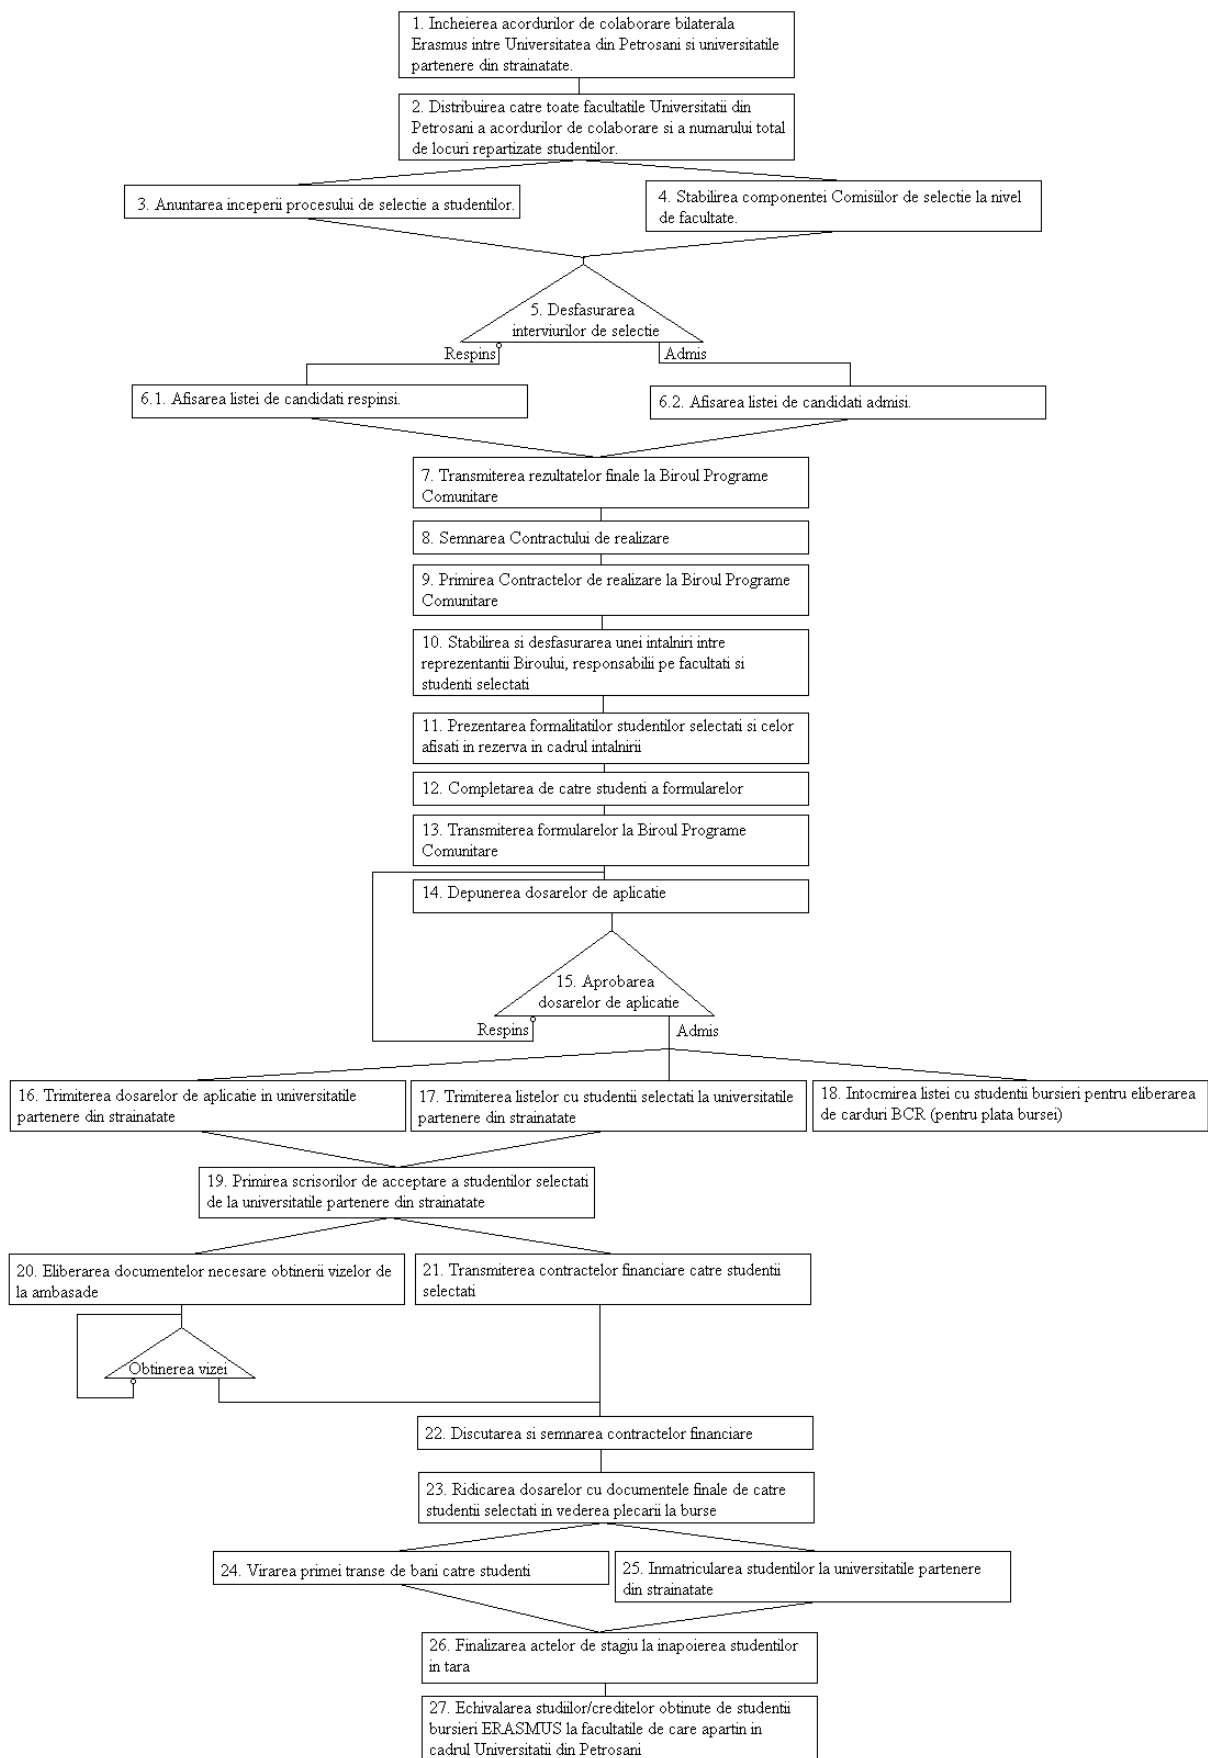 1. Incheierea acordurilor de colaborare bilaterala
Erasmus intre Universitatea din Petrosani si universitatile
partenere din strainatate.
2. Distribuirea catre toate facultatile Universitatii din
Petrosani a acordurilor de colaborare si a numarului total
de locuri repartizate studentilor.
3. Anuntarea inceperii procesului de selectie a studentilor.
4. Stabilirea componentei Comisiilor de selectie la nivel
de facultate.
5. Desfasurarea
interviurilor de selectie
Respins
Admis
6.1. Afisarea listei de candidati respinsi.
6.2. Afisarea listei de candidati admisi.
7. Transmiterea rezultatelor finale la Biroul Programe
Comunitare
8. Semnarea Contractului de realizare
9. Primirea Contractelor de realizare la Biroul Programe
Comunitare
10. Stabilirea si desfasurarea unei intalniri intre
reprezentantii Biroului, responsabilii pe facultati si
studenti selectati
11. Prezentarea formalitatilor studentilor selectati si celor
afisati in rezerva in cadrul intalnirii
12. Completarea de catre studenti a formularelor
13. Transmiterea formularelor la Biroul Programe
Comunitare
14. Depunerea dosarelor de aplicatie
15. Aprobarea
dosarelor de aplicatie
Respins
Admis
16. Trimiterea dosarelor de aplicatie in universitatile
partenere din strainatate
17. Trimiterea listelor cu studentii selectati la universitatile
partenere din strainatate
18. Intocmirea listei cu studentii bursieri pentru eliberarea
de carduri BCR (pentru plata bursei)
19. Primirea scrisorilor de acceptare a studentilor selectati
de la universitatile partenere din strainatate
20. Eliberarea documentelor necesare obtinerii vizelor de
la ambasade
21. Transmiterea contractelor financiare catre studentii
selectati
Obtinerea vizei
22. Discutarea si semnarea contractelor financiare
23. Ridicarea dosarelor cu documentele finale de catre
studentii selectati in vederea plecarii la burse
24. Virarea primei transe de bani catre studenti
25. Inmatricularea studentilor la universitatile partenere
din strainatate
26. Finalizarea actelor de stagiu la inapoierea studentilor
in tara
27. Echivalarea studiilor/creditelor obtinute de studentii
bursieri ERASMUS la facultatile de care apartin in
cadrul Universitatii din Petrosani